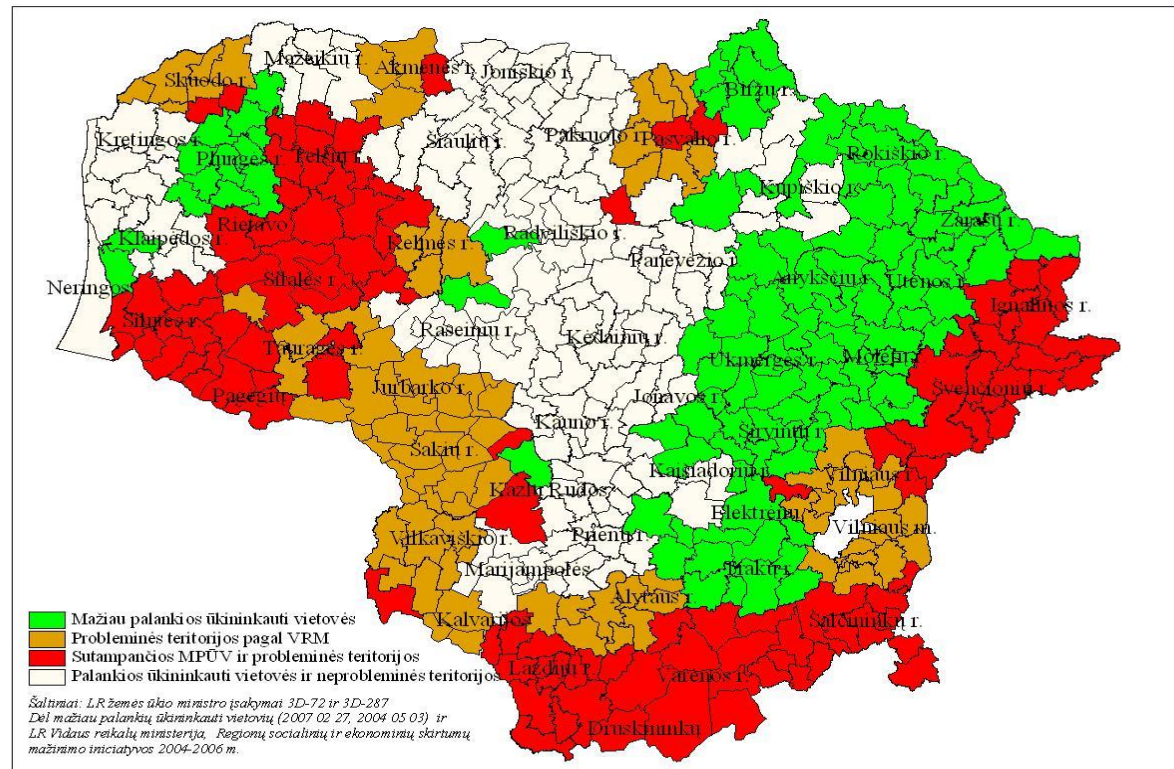 Mažeikių r.
Skuodo r.
Akmenės r.
Joniškio r.
Biržų r.
Kretingos r.
Plungės r.
Telšių r.
Šiaulių r.
Pakruojo r.
Pasvalio r.
Rokiškio r.
Kupiškio r.
Zarasų r.
Rietavo
Klaipėdos r.
Kelmės r.
Radviliškio r.
Panevėžio r.
Anykščių r.
Utenos r.
Neringos
Šilalės r.
Ignalinos r.
Šilutės r.
Raseinių r.
Kėdainių r.
Tauragės r.
Ukmergės r.
Molėtų r.
Pagėgių
Jurbarko r.
Jonavos r.
Švenčionių r.
Kauno r.
Širvintų r.
Šakių r.
Kaišiadorių r.
Vilniaus r.
Kazlų Rūdos
Elektrėnų
Vilniaus m.
Vilkaviškio r.
Prienų r.
Marijampolės
Trakų r.
Alytaus r.
Kalvarijos
Šalčininkų r.
Lazdijų r.
Varėnos r.
Druskininkų
Mažiau palankios ūkininkauti vietovės
Probleminės teritorijos pagal VRM
Sutampančios MPŪV ir probleminės teritorijos
Palankios ūkininkauti vietovės ir neprobleminės teritorijos
Šaltiniai: LR žemės ūkio ministro įsakymai 3D-72 ir 3D-287
Dėl mažiau palankių ūkininkauti vietovių (2007 02 27, 2004 05 03) ir
LR Vidaus reikalų ministerija, Regionų socialinių ir ekonominių skirtumų
mažinimo iniciatyvos 2004-2006 m.